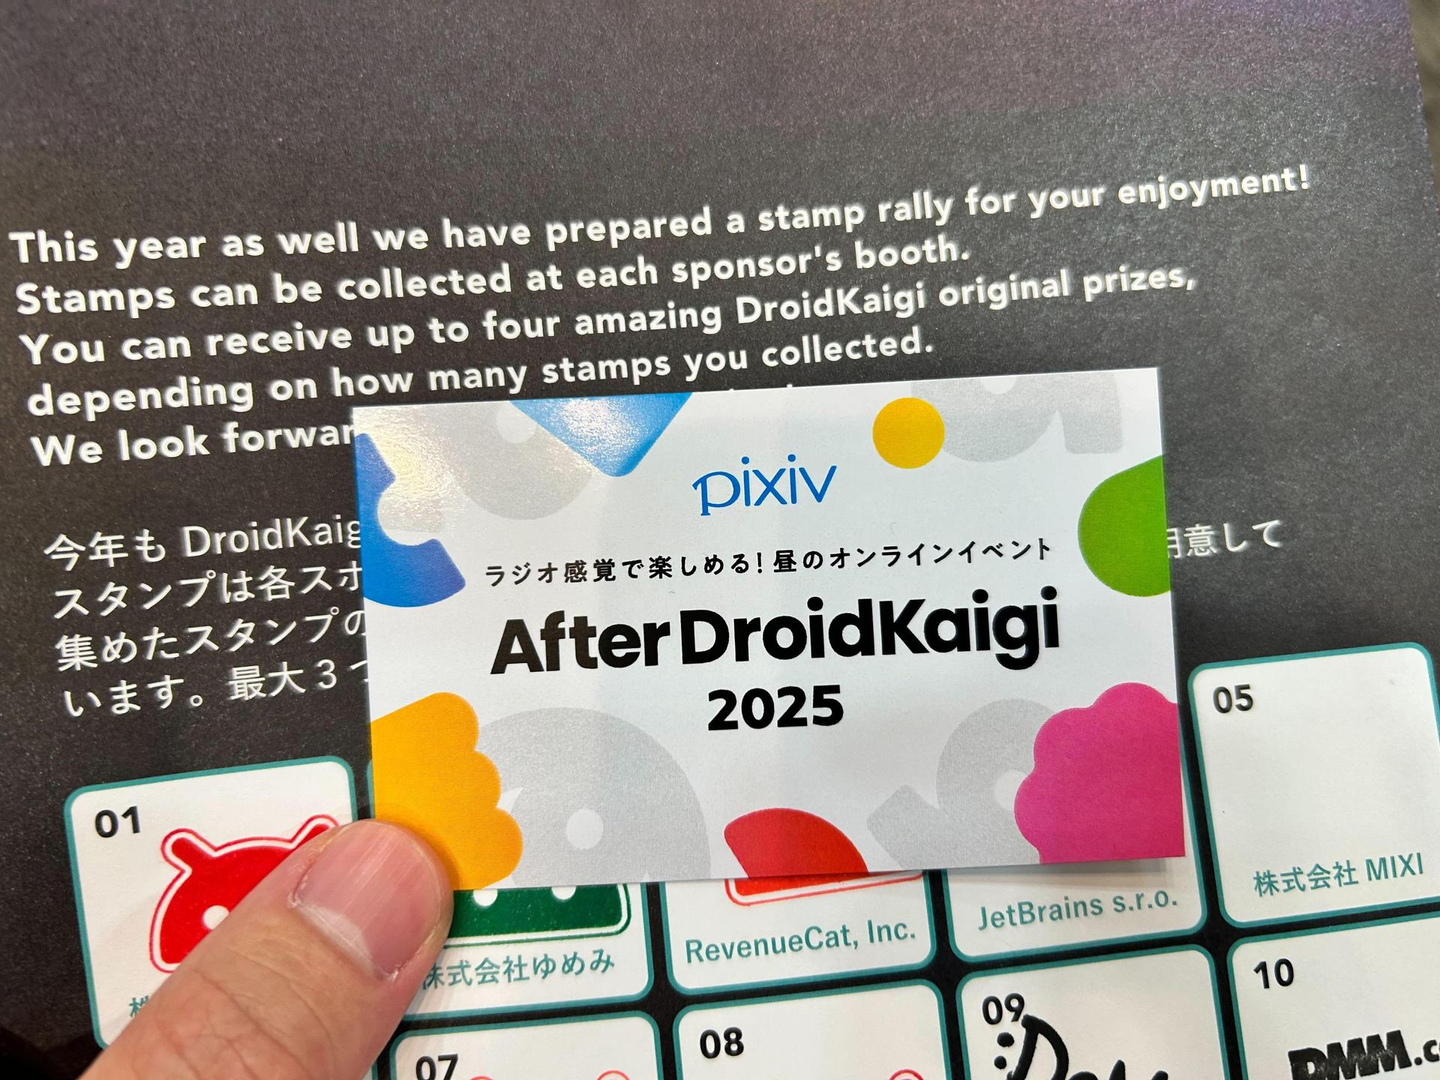 This year as well we have prepared a stamp rally for your enjoyment!
Stamps can be collected at each sponsor's booth.
You can receive up to four amazing DroidKaigi original prizes,
depending on how many stamps you collected.
We look
今年も DroidKaig
用意して
スタンプは各スポ
集めたスタンプの
います。最大 3
pixiv
ラジオ感覚で楽しめる!昼のオンラインイベント
After DroidKaigi
2025
01
株式会社ゆめみ
RevenueCat, Inc.
JetBrains s.r.o.
05
株式会社 MIXI
07
08
09
10
DMM.c